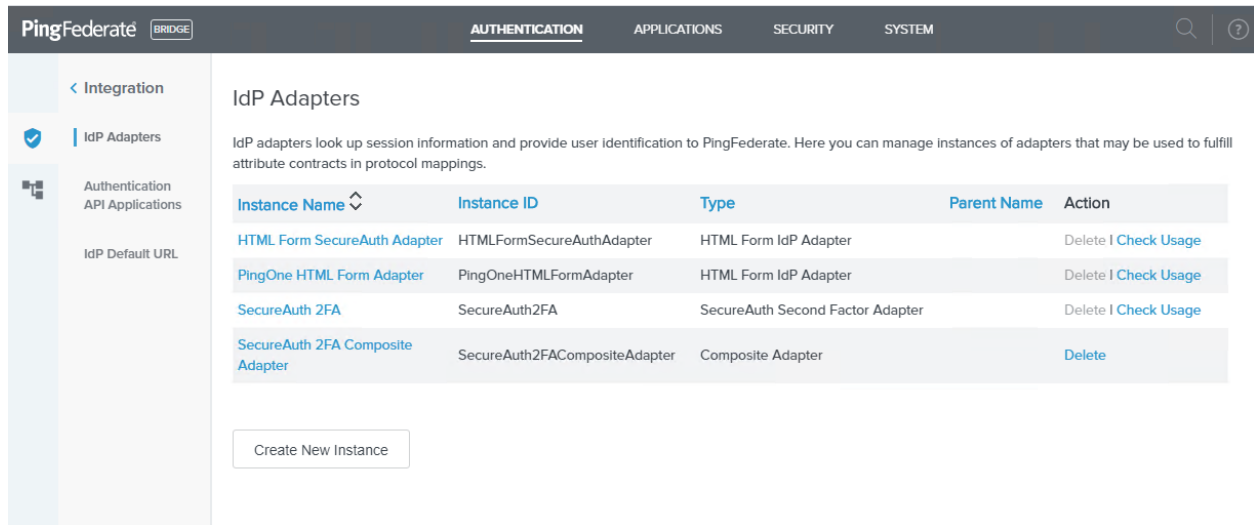 PingFederate BRIDGE AUTHENTICATION APPLICATIONS SECURITY SYSTEM ?
< Integration
IdP Adapters
Authentication
API Applications
IdP Default URL
IdP Adapters
IdP adapters look up session information and provide user identification to PingFederate. Here you can manage instances of adapters that may be used to fulfill
attribute contracts in protocol mappings.
Instance Name Instance ID Type Parent Name Action
HTML Form SecureAuth Adapter HTMLFormSecureAuthAdapter HTML Form IdP Adapter Delete | Check Usage
PingOne HTML Form Adapter PingOneHTMLFormAdapter HTML Form IdP Adapter Delete | Check Usage
SecureAuth 2FA SecureAuth2FA SecureAuth Second Factor Adapter Delete | Check Usage
SecureAuth 2FA Composite
Adapter SecureAuth2FACompositeAdapter Composite Adapter Delete
Create New Instance